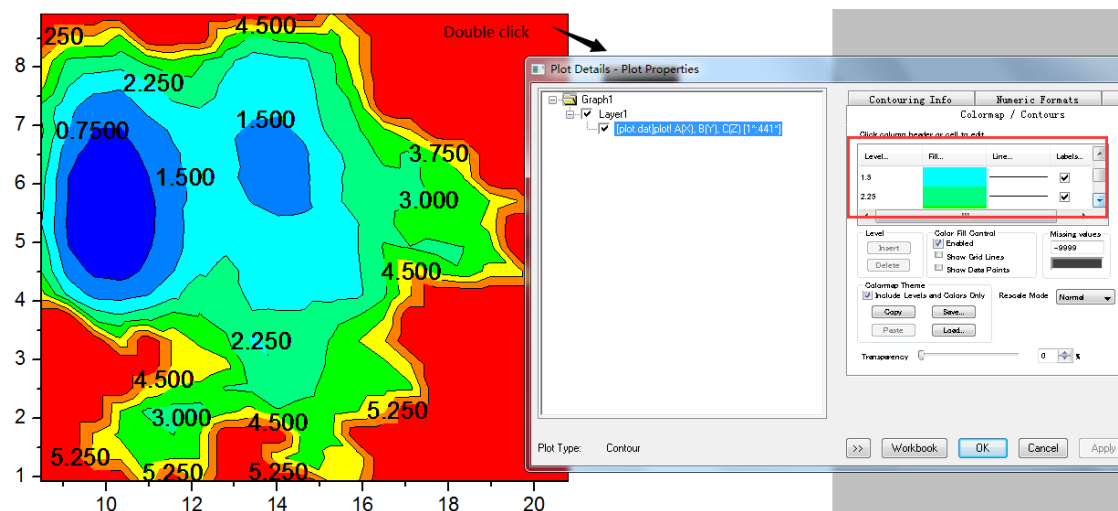 Double click
250
4.500
2.250
0.7500
1.500
1.500
3.750
3.000
4.500
2.250
4.500
3.000
4.500
5.250
5.250
5.250
5.250
8
7
6
5
4
3
2
1
10
12
14
16
18
20
Plot Details - Plot Properties
Graph1
Layer1
[plot.dat]plot! A(X), B(Y), C(Z) [1*:441*]
Contouring Info
Numeric Formats
Colormap / Contours
Click column header or cell to edit
Level...
Fill...
Line...
Labels...
1.5
2.25
Level
Insert
Delete
Color Fill Control
Enabled
Show Grid Lines
Show Data Points
Missing values
-9999
Colormap Theme
Include Levels and Colors Only
Rescale Mode
Normal
Copy
Save...
Paste
Load...
Transparency
0
%
Plot Type:
Contour
>>
Workbook
OK
Cancel
Apply